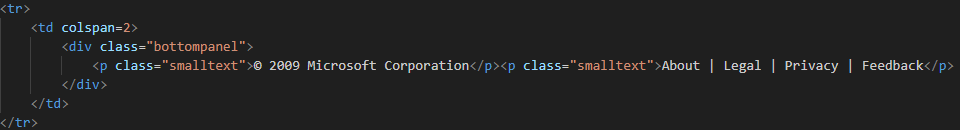 <tr>
<td colspan=2>
<div class="bottompanel">
<p class="smalltext">© 2009 Microsoft Corporation</p><p class="smalltext">About | Legal | Privacy | Feedback</p>
</div>
</td>
</tr>